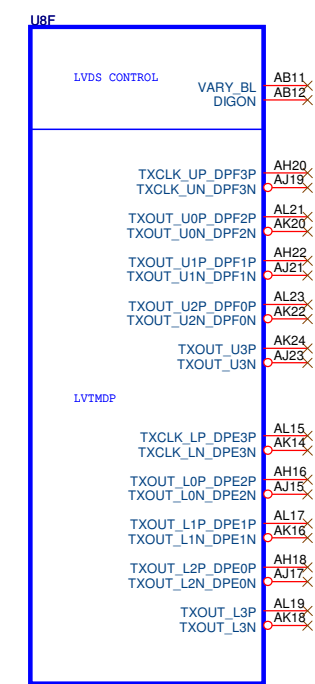 U8F
LVDS CONTROL
VARY_BL AB11
DIGON AB12
TXCLK_UP_DPF3P AH20
TXCLK_UN_DPF3N AJ19
TXOUT_U0P_DPF2P AL21
TXOUT_U0N_DPF2N AK20
TXOUT_U1P_DPF1P AH22
TXOUT_U1N_DPF1N AJ21
TXOUT_U2P_DPF0P AL23
TXOUT_U2N_DPF0N AK22
TXOUT_U3P AK24
TXOUT_U3N AJ23
LVTMDP
TXCLK_LP_DPE3P AL15
TXCLK_LN_DPE3N AK14
TXOUT_L0P_DPE2P AH16
TXOUT_L0N_DPE2N AJ15
TXOUT_L1P_DPE1P AL17
TXOUT_L1N_DPE1N AK16
TXOUT_L2P_DPE0P AH18
TXOUT_L2N_DPE0N AJ17
TXOUT_L3P AL19
TXOUT_L3N AK18